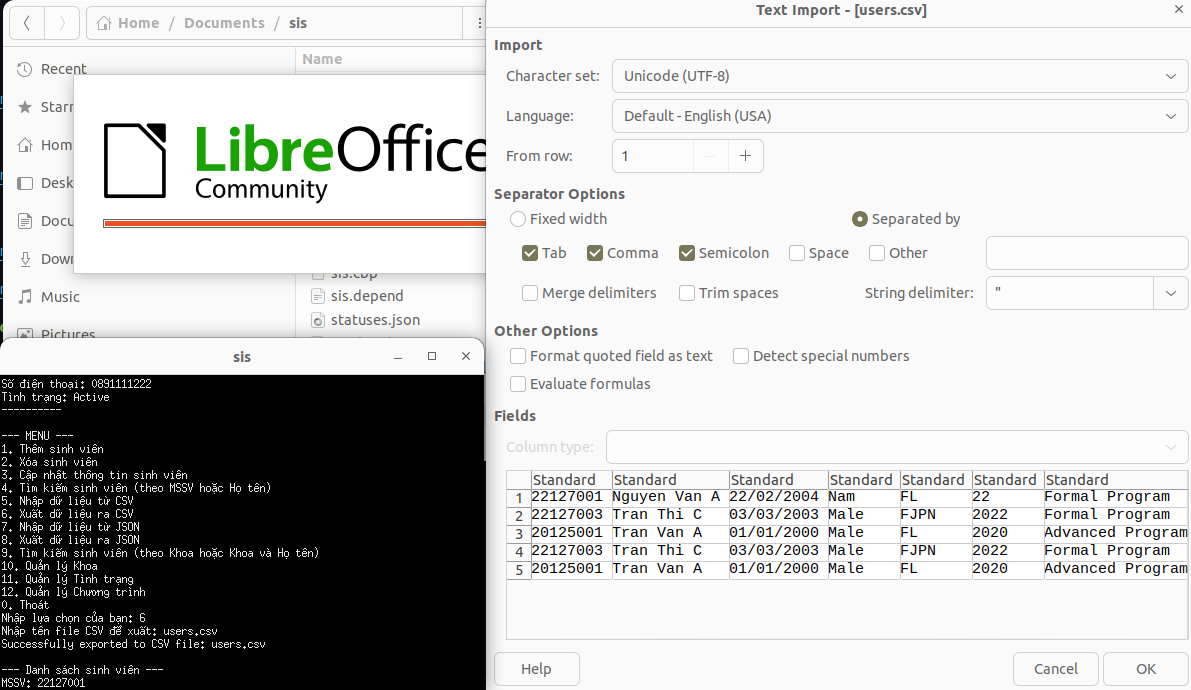 Home / Documents / sis
Name
Recent
Starr
Hom
Desk
Docu
Down
Music
Pictures
LibreOffice
Community
sis.cbp
sis.depend
statuses.json
sis
Số điện thoại: 0891111222
Tình trạng: Active
----------
--- MENU ---
1. Thêm sinh viên
2. Xóa sinh viên
3. Cập nhật thông tin sinh viên
4. Tìm kiếm sinh viên (theo MSSV hoặc Họ tên)
5. Nhập dữ liệu từ CSV
6. Xuất dữ liệu ra CSV
7. Nhập dữ liệu từ JSON
8. Xuất dữ liệu ra JSON
9. Tìm kiếm sinh viên (theo Khoa hoặc Khoa và Họ tên)
10. Quản lý Khoa
11. Quản lý Tình trạng
12. Quản lý Chương trình
0. Thoát
Nhập lựa chọn của bạn: 6
Nhập tên file CSV để xuất: users.csv
Successfully exported to CSV file: users.csv
--- Danh sách sinh viên ---
MSSV: 22127001
Text Import - [users.csv]
Import
Character set: Unicode (UTF-8)
Language: Default - English (USA)
From row: 1
Separator Options
Fixed width Separated by
Tab Comma Semicolon Space Other
Merge delimiters Trim spaces String delimiter: "
Other Options
Format quoted field as text Detect special numbers
Evaluate formulas
Fields
Column type:
Standard Standard Standard Standard Standard Standard Standard
1 22127001 Nguyen Van A 22/02/2004 Nam FL 22 Formal Program
2 22127003 Tran Thi C 03/03/2003 Male FJPN 2022 Formal Program
3 20125001 Tran Van A 01/01/2000 Male FL 2020 Advanced Program
4 22127003 Tran Thi C 03/03/2003 Male FJPN 2022 Formal Program
5 20125001 Tran Van A 01/01/2000 Male FL 2020 Advanced Program
Help Cancel OK